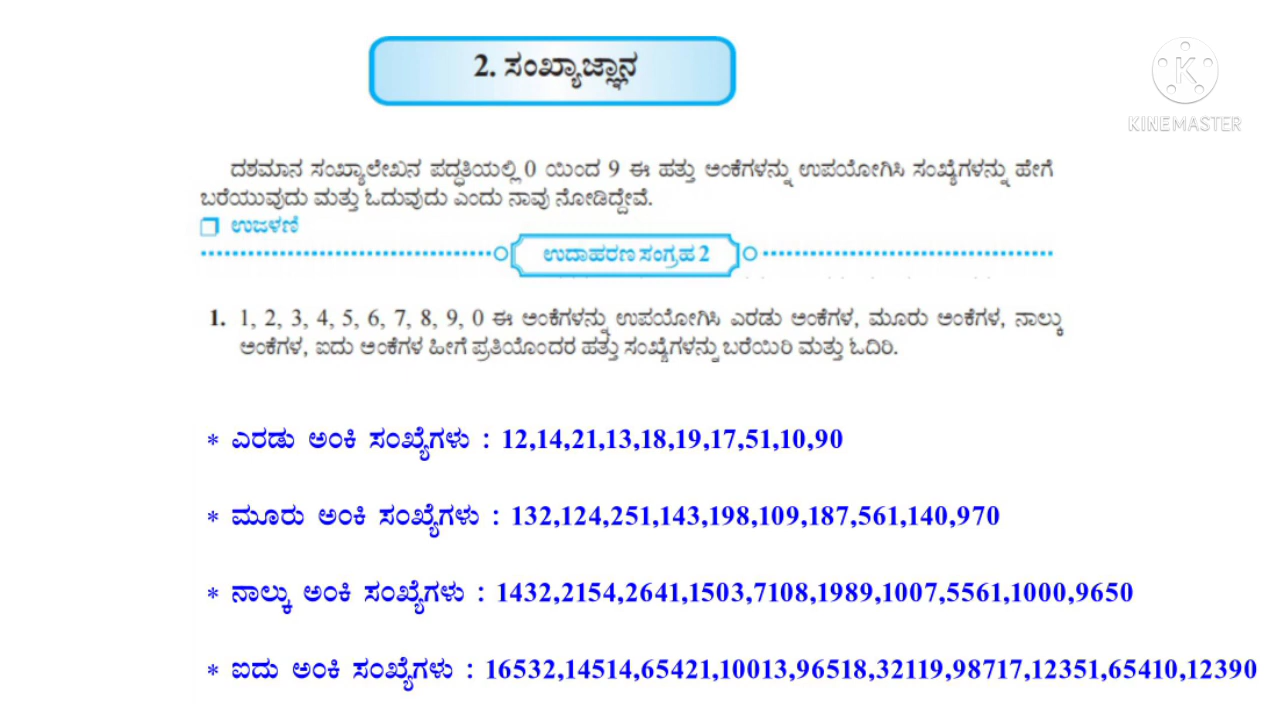 2. ಸಂಖ್ಯಾಜ್ಞಾನ
KINEMASTER
ದಶಮಾನ ಸಂಖ್ಯಾಲೇಖನ ಪದ್ಧತಿಯಲ್ಲಿ 0 ಯಿಂದ 9 ಈ ಹತ್ತು ಅಂಕೆಗಳನ್ನು ಉಪಯೋಗಿಸಿ ಸಂಖ್ಯೆಗಳನ್ನು ಹೇಗೆ
ಬರೆಯುವುದು ಮತ್ತು ಓದುವುದು ಎಂದು ನಾವು ನೋಡಿದ್ದೇವೆ.
❒ ಉಜಳಣಿ
ಉದಾಹರಣ ಸಂಗ್ರಹ 2
1. 1, 2, 3, 4, 5, 6, 7, 8, 9, 0 ಈ ಅಂಕೆಗಳನ್ನು ಉಪಯೋಗಿಸಿ ಎರಡು ಅಂಕೆಗಳ, ಮೂರು ಅಂಕೆಗಳ, ನಾಲ್ಕು
ಅಂಕೆಗಳ, ಐದು ಅಂಕೆಗಳ ಹೀಗೆ ಪ್ರತಿಯೊಂದರ ಹತ್ತು ಸಂಖ್ಯೆಗಳನ್ನು ಬರೆಯಿರಿ ಮತ್ತು ಓದಿರಿ.
* ಎರಡು ಅಂಕಿ ಸಂಖ್ಯೆಗಳು : 12,14,21,13,18,19,17,51,10,90
* ಮೂರು ಅಂಕಿ ಸಂಖ್ಯೆಗಳು : 132,124,251,143,198,109,187,561,140,970
* ನಾಲ್ಕು ಅಂಕಿ ಸಂಖ್ಯೆಗಳು : 1432,2154,2641,1503,7108,1989,1007,5561,1000,9650
* ಐದು ಅಂಕಿ ಸಂಖ್ಯೆಗಳು : 16532,14514,65421,10013,96518,32119,98717,12351,65410,12390